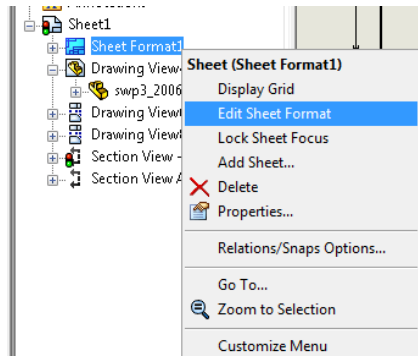 Annotations
Sheet1
Sheet Format1
Drawing View
swp3_2006
Drawing View
Drawing View
Section View -
Section View A
Sheet (Sheet Format1)
Display Grid
Edit Sheet Format
Lock Sheet Focus
Add Sheet...
Delete
Properties...
Relations/Snaps Options...
Go To...
Zoom to Selection
Customize Menu